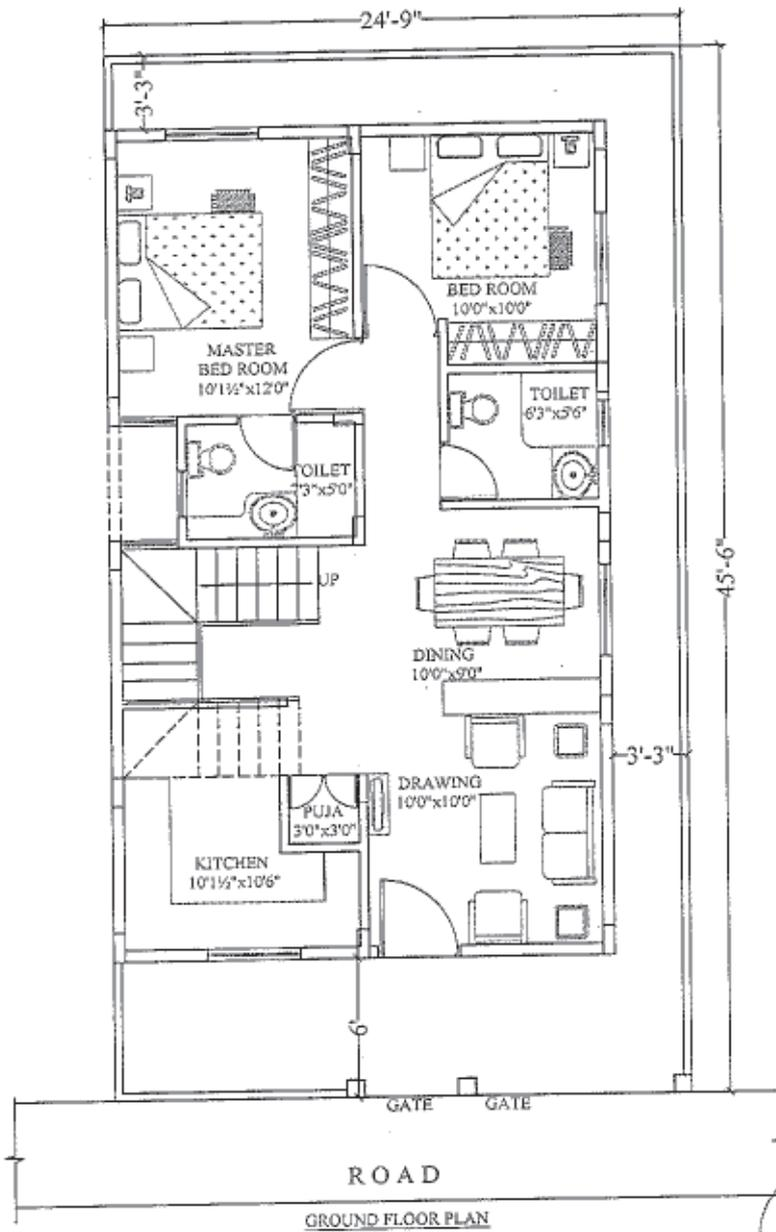 24'-9"
3'-3"
BED ROOM
10'0"x10'0"
MASTER
BED ROOM
10'1½"x12'0"
TOILET
6'3"x5'6"
TOILET
7'3"x5'0"
45'-6"
UP
DINING
10'0"x9'0"
3'-3"
DRAWING
10'0"x10'0"
PUJA
3'0"x3'0"
KITCHEN
10'1½"x10'6"
6'
GATE GATE
ROAD
GROUND FLOOR PLAN